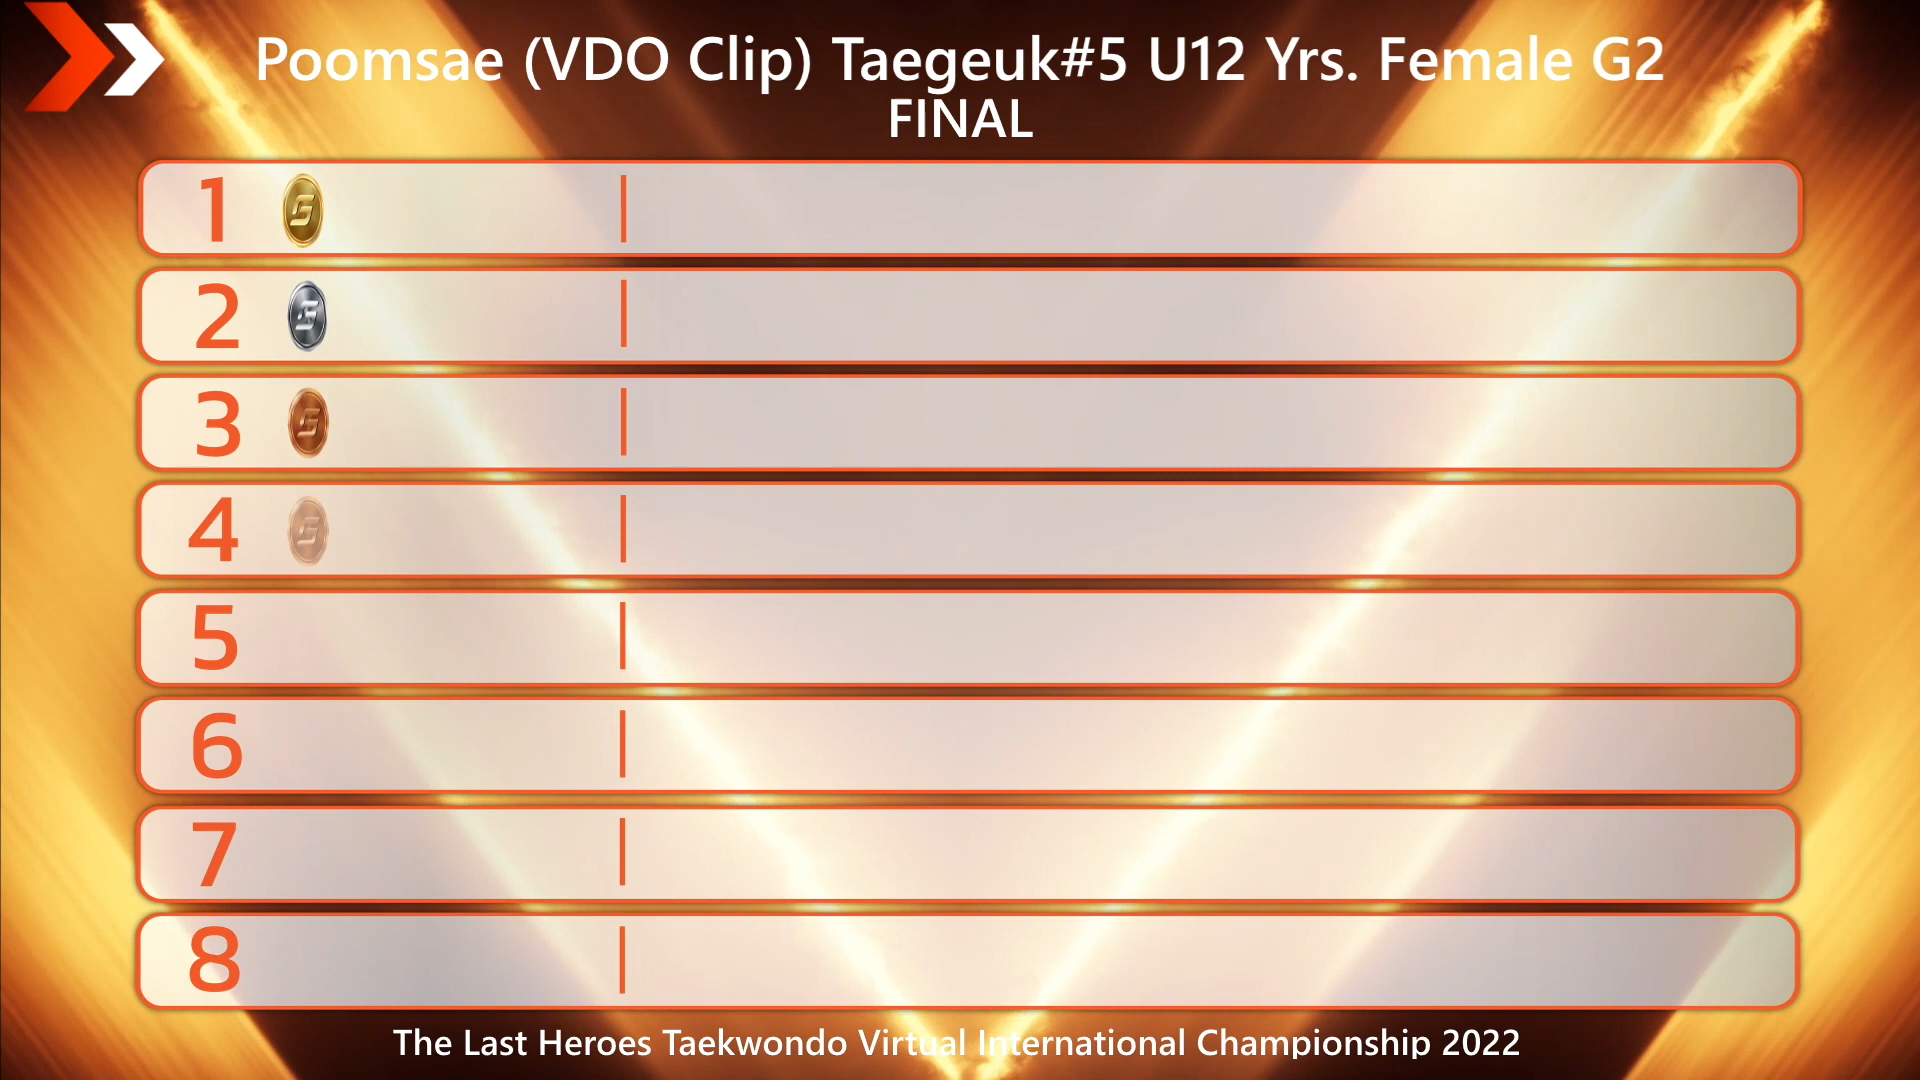 Poomsae (VDO Clip) Taegeuk#5 U12 Yrs. Female G2
FINAL
1
2
3
4
5
6
7
8
The Last Heroes Taekwondo Virtual International Championship 2022